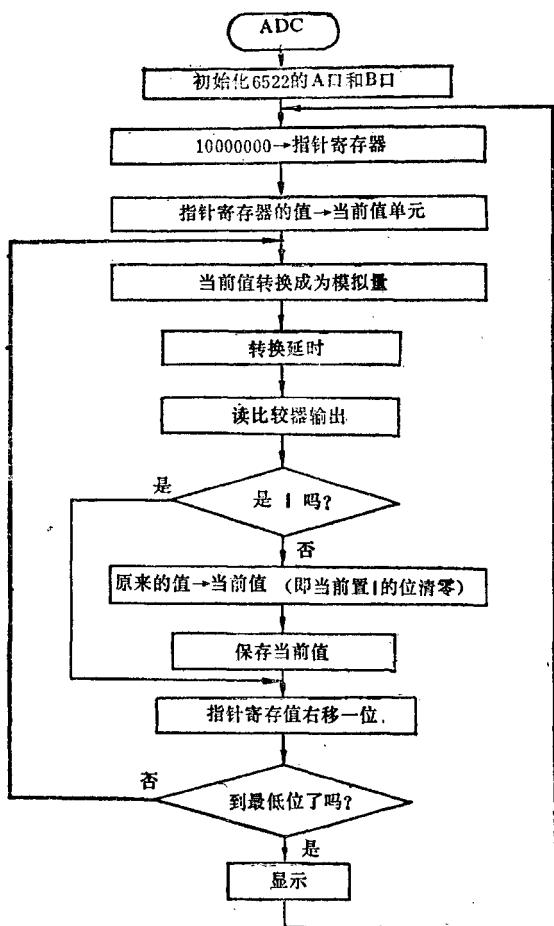 ADC
初始化6522的A口和B口
10000000→指针寄存器
指针寄存器的值→当前值单元
当前值转换成为模拟量
转换延时
读比较器输出
是
是1吗?
否
原来的值→当前值（即当前置1的位清零）
保存当前值
指针寄存值右移一位.
否
到最低位了吗?
是
显示